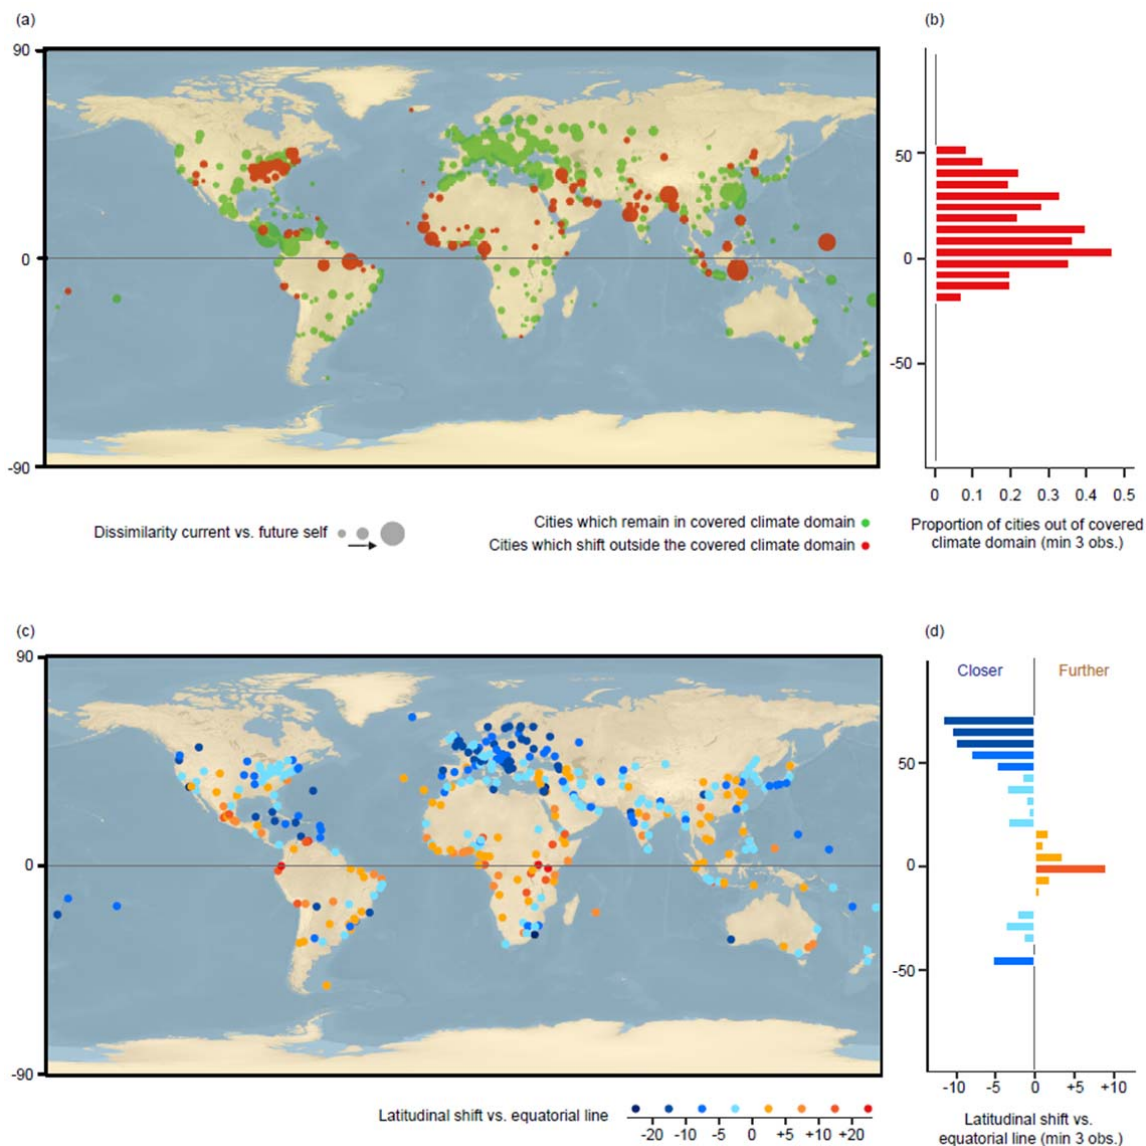 (a)
(b)
90
0
-90
50
0
-50
0 0.1 0.2 0.3 0.4 0.5
Proportion of cities out of covered
climate domain (min 3 obs.)
Dissimilarity current vs. future self
Cities which remain in covered climate domain
Cities which shift outside the covered climate domain
(c)
(d)
90
0
-90
Closer
Further
50
0
-50
-10 -5 0 +5 +10
Latitudinal shift vs.
equatorial line (min 3 obs.)
Latitudinal shift vs. equatorial line
-20 -10 -5 0 +5 +10 +20